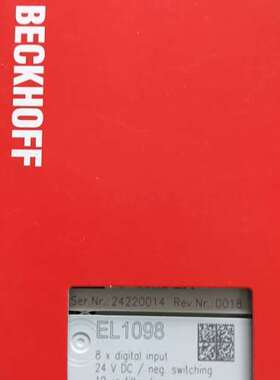 BECKHOFF
Ser.Nr.: 24220014 Rev.Nr.: 0018
EL1098
8 x digital input
24 V DC / neg. switching